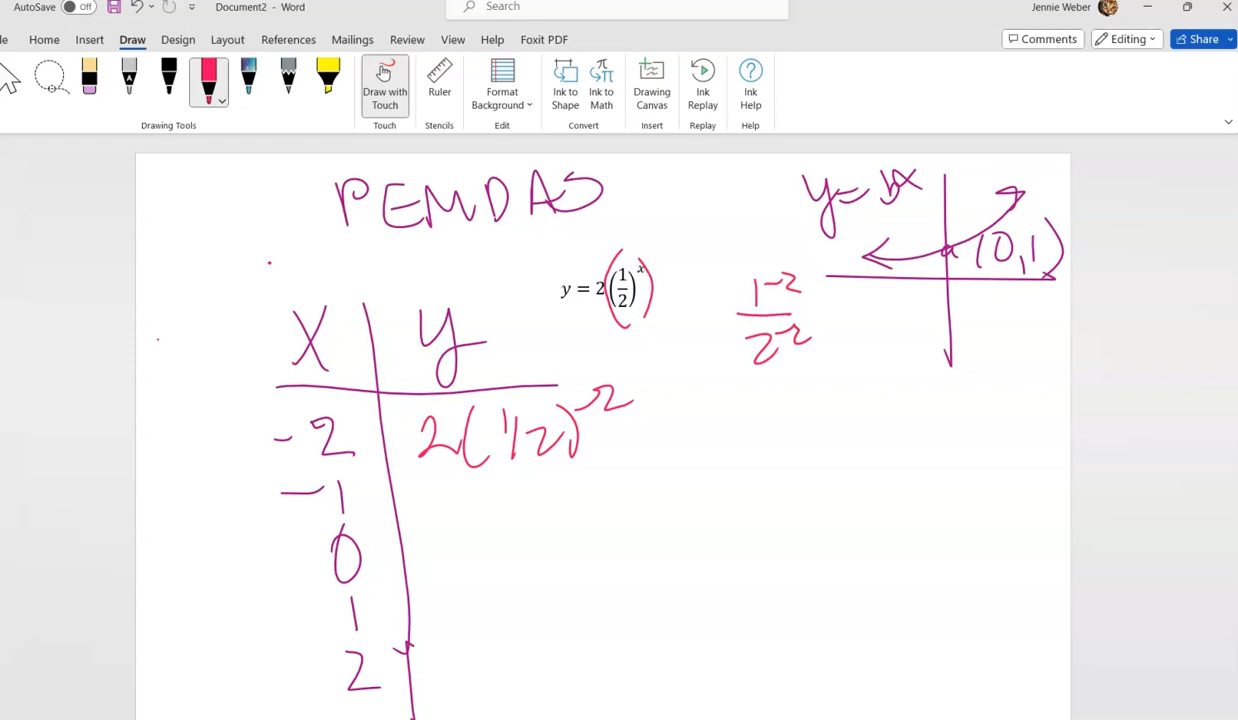 AutoSave Off Document2 - Word Search Jennie Weber
Home Insert Draw Design Layout References Mailings Review View Help Foxit PDF Comments Editing Share
Draw with Touch Ruler Format Background Ink to Shape Ink to Math Drawing Canvas Ink Replay Ink Help
Drawing Tools Touch Stencils Edit Convert Insert Replay Help
PEMDAS
y = bx
(0,1)
y = 2(1/2)^x
1^-2
2^-2
X Y
-2 2(1/2)^-2
-1
0
1
2